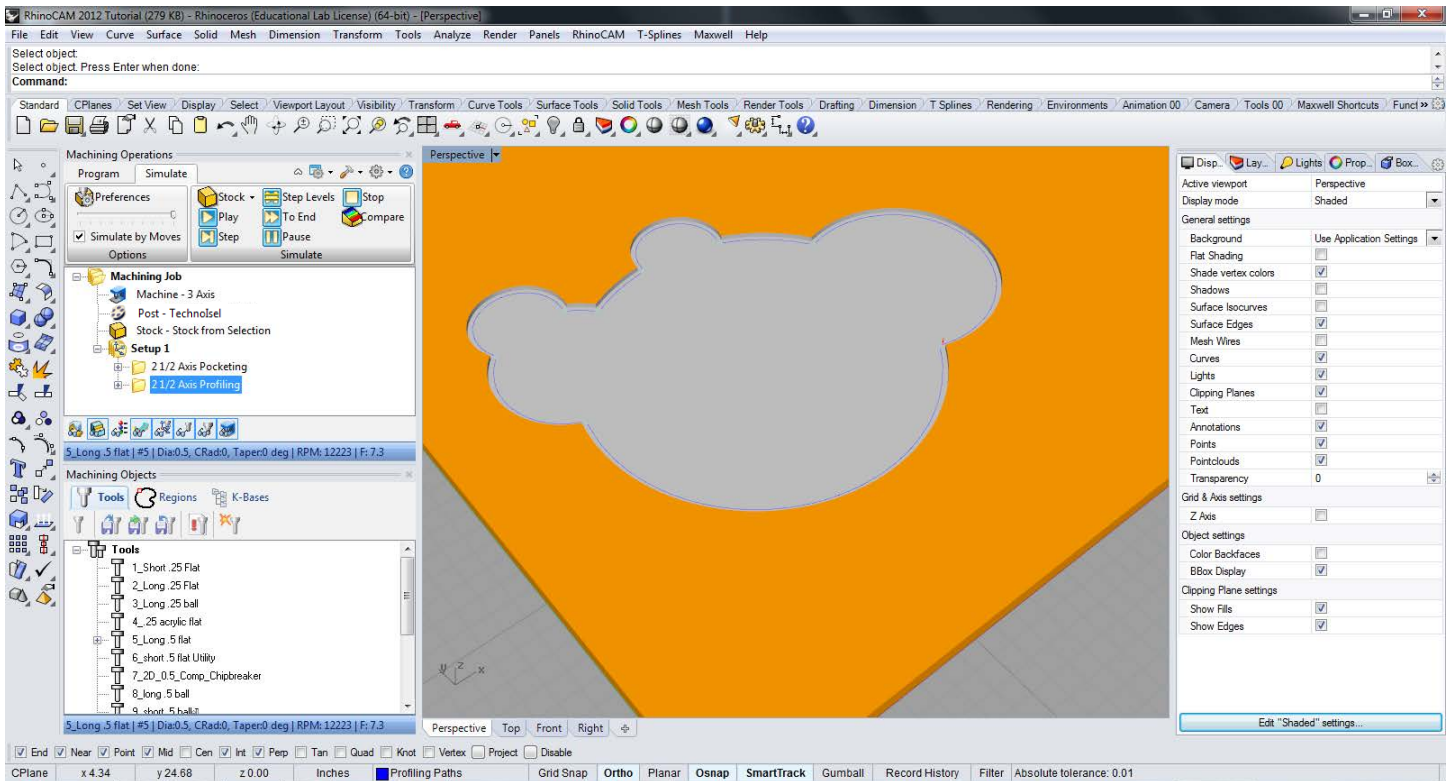 RhinoCAM 2012 Tutorial (279 KB) - Rhinoceros (Educational Lab License) (64-bit) - [Perspective]
File Edit View Curve Surface Solid Mesh Dimension Transform Tools Analyze Render Panels RhinoCAM T-Splines Maxwell Help
Select object
Select object. Press Enter when done:
Command:
Standard CPlanes Set View Display Select Viewport Layout Visibility Transform Curve Tools Surface Tools Solid Tools Mesh Tools Render Tools Drafting Dimension T Splines Rendering Environments Animation 00 Camera Tools 00 Maxwell Shortcuts Funct »
Machining Operations
Program Simulate
Preferences
Simulate by Moves
Options
Stock Step Levels Stop
Play To End Compare
Step Pause
Simulate
Machining Job
Machine - 3 Axis
Post - TechnoIsel
Stock - Stock from Selection
Setup 1
2 1/2 Axis Pocketing
2 1/2 Axis Profiling
5_Long .5 flat | #5 | Dia:0.5, CRad:0, Taper:0 deg | RPM: 12223 | F: 7.3
Machining Objects
Tools Regions K-Bases
Tools
1_Short .25 Flat
2_Long .25 Flat
3_Long .25 ball
4_.25 acrylic flat
5_Long .5 flat
6_short .5 flat Utility
7_2D_0.5_Comp_Chipbreaker
8_long .5 ball
9_short .5 ball
5_Long .5 flat | #5 | Dia:0.5, CRad:0, Taper:0 deg | RPM: 12223 | F: 7.3
Perspective
y z x
Perspective Top Front Right
Disp... Lay... Lights Prop... Box...
Active viewport Perspective
Display mode Shaded
General settings
Background Use Application Settings
Flat Shading
Shade vertex colors
Shadows
Surface Isocurves
Surface Edges
Mesh Wires
Curves
Lights
Clipping Planes
Text
Annotations
Points
Pointclouds
Transparency 0
Grid & Axis settings
Z Axis
Object settings
Color Backfaces
BBox Display
Clipping Plane settings
Show Fills
Show Edges
Edit "Shaded" settings...
End Near Point Mid Cen Int Perp Tan Quad Knot Vertex Project Disable
CPlane x 4.34 y 24.68 z 0.00 Inches Profiling Paths Grid Snap Ortho Planar Osnap SmartTrack Gumball Record History Filter Absolute tolerance: 0.01